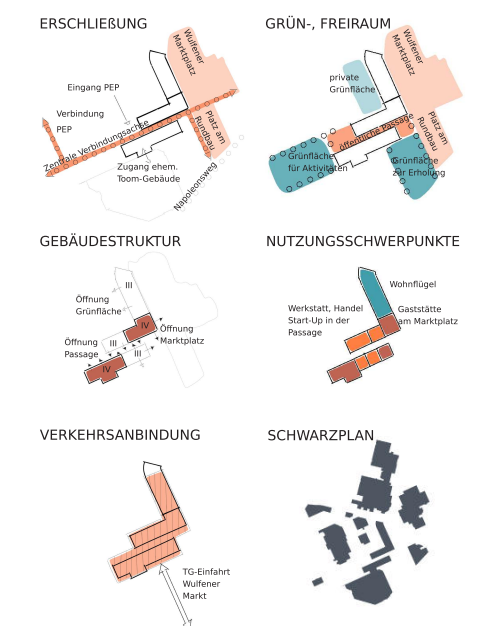 ERSCHLIEßUNG
Wulfener
Marktplatz
Eingang PEP
Verbindung
PEP
Zentrale Verbindungsachse
Platz am
Rundbau
Zugang ehem.
Toom-Gebäude
Napoleonsweg
GRÜN-, FREIRAUM
Wulfener
Marktplatz
private
Grünfläche
öffentliche Passage
Platz am
Rundbau
Grünfläche
für Aktivitäten
Grünfläche
zur Erholung
GEBÄUDESTRUKTUR
III
Öffnung
Grünfläche
IV
Öffnung
Marktplatz
Öffnung
Passage
III
III
IV
NUTZUNGSSCHWERPUNKTE
Wohnflügel
Werkstatt, Handel
Start-Up in der
Passage
Gaststätte
am Marktplatz
VERKEHRSANBINDUNG
TG-Einfahrt
Wulfener
Markt
SCHWARZPLAN